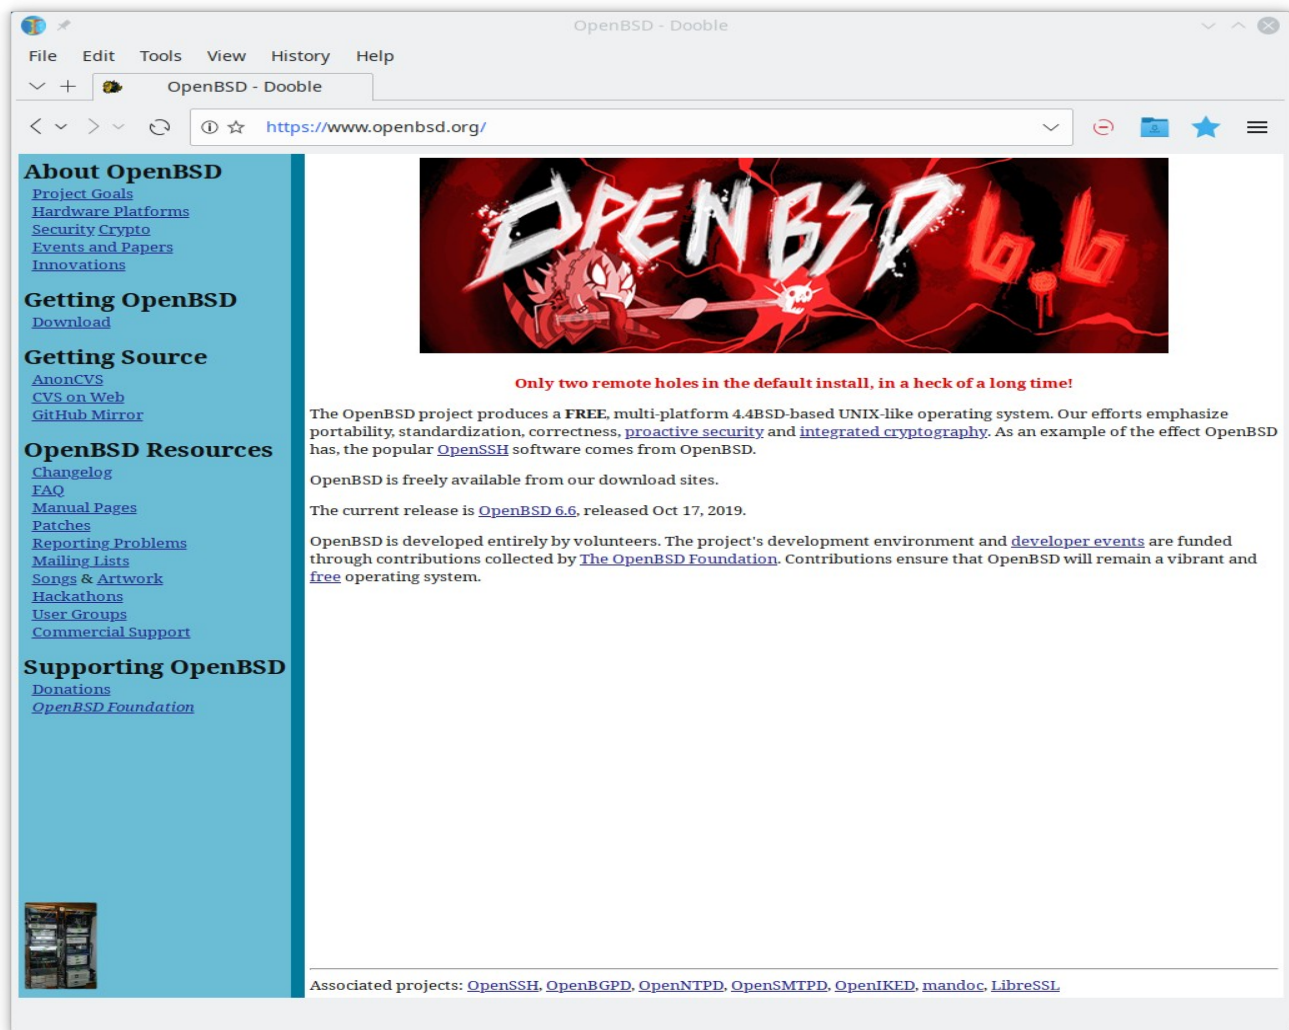 OpenBSD - Dooble
File Edit Tools View History Help
OpenBSD - Dooble
https://www.openbsd.org/
About OpenBSD
Project Goals
Hardware Platforms
Security Crypto
Events and Papers
Innovations
Getting OpenBSD
Download
Getting Source
AnonCVS
CVS on Web
GitHub Mirror
OpenBSD Resources
Changelog
FAQ
Manual Pages
Patches
Reporting Problems
Mailing Lists
Songs & Artwork
Hackathons
User Groups
Commercial Support
Supporting OpenBSD
Donations
OpenBSD Foundation
OPENBSD 6.6
Only two remote holes in the default install, in a heck of a long time!
The OpenBSD project produces a FREE, multi-platform 4.4BSD-based UNIX-like operating system. Our efforts emphasize
portability, standardization, correctness, proactive security and integrated cryptography. As an example of the effect OpenBSD
has, the popular OpenSSH software comes from OpenBSD.
OpenBSD is freely available from our download sites.
The current release is OpenBSD 6.6, released Oct 17, 2019.
OpenBSD is developed entirely by volunteers. The project's development environment and developer events are funded
through contributions collected by The OpenBSD Foundation. Contributions ensure that OpenBSD will remain a vibrant and
free operating system.
Associated projects: OpenSSH, OpenBGPD, OpenNTPD, OpenSMTPD, OpenIKED, mandoc, LibreSSL